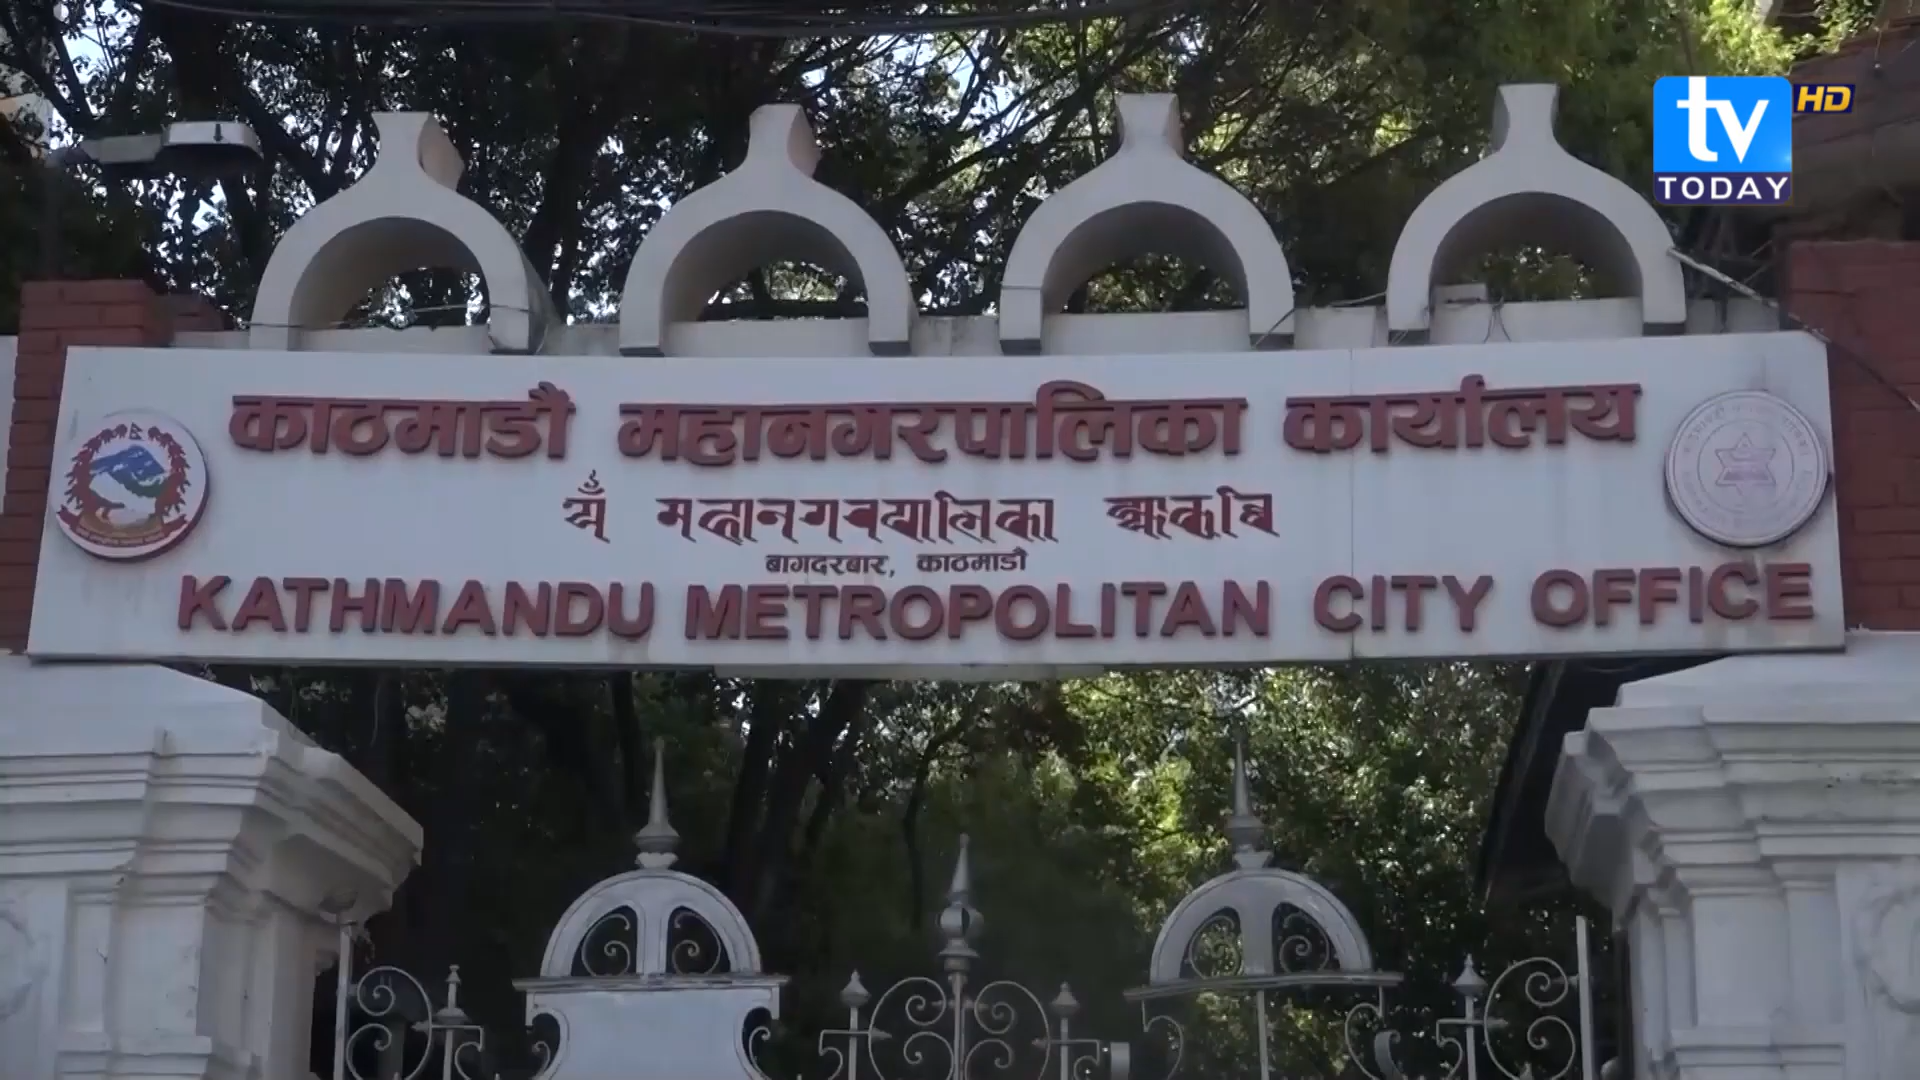 tv HD
TODAY
काठमाडौं महानगरपालिका कार्यालय
बागदरबार, काठमाडौं
KATHMANDU METROPOLITAN CITY OFFICE